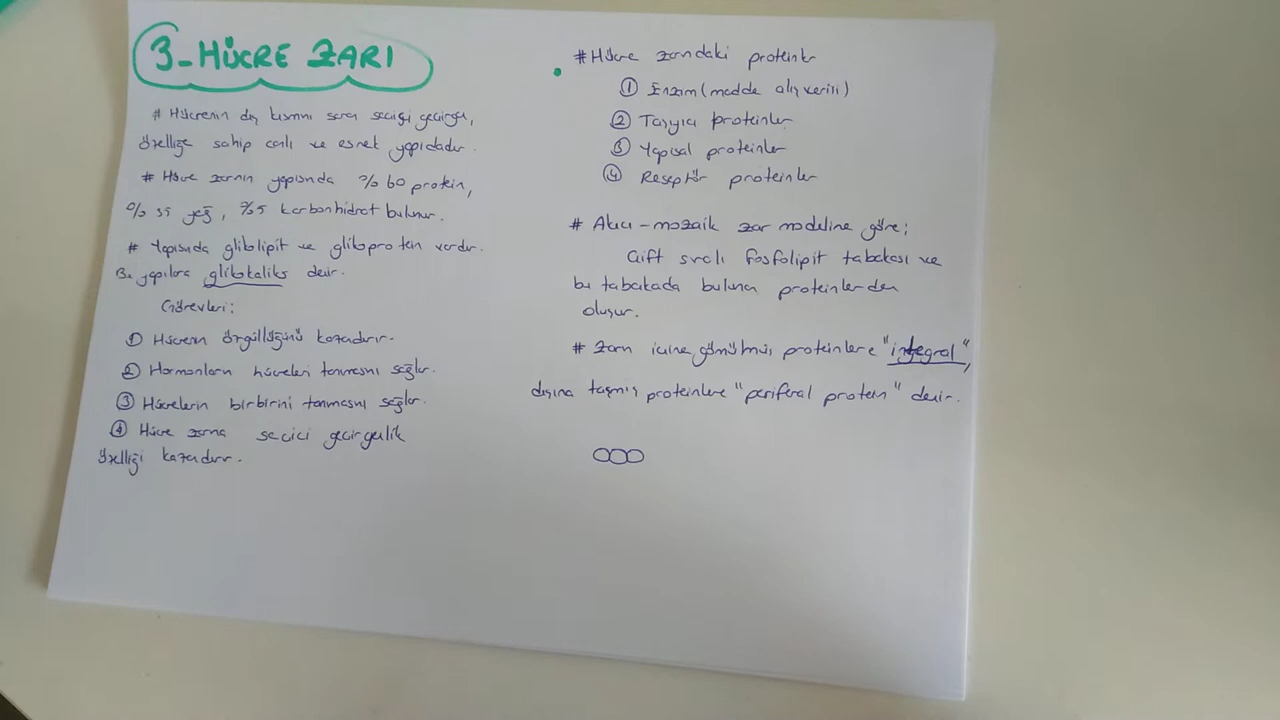 3-HÜCRE ZARI
# Hücrenin dış kısmını saran seçici geçirgen,
özelliğe sahip canlı ve esnek yapıdadır.
# Hücre zarının yapısında %60 protein,
%35 yağ, %5 karbonhidrat bulunur.
# Yapısında glikolipit ve glikoprotein vardır.
Bu yapılara glikokaliks denir.
Görevleri:
① Hücrenin özgüllüğünü kazandırır.
② Hormonların hücreleri tanımasını sağlar.
③ Hücrelerin birbirini tanımasını sağlar.
④ Hücre zarına seçici geçirgenlik
özelliği kazandırır.
# Hücre zarındaki proteinler
① Enzim (madde alışverişi)
② Taşıyıcı proteinler
③ Yapısal proteinler
④ Reseptör proteinler
# Akıcı-mozaik zar modeline göre;
Çift sıralı fosfolipit tabakası ve
bu tabakada bulunan proteinlerden
oluşur.
# Zarın içine gömülmüş proteinlere "integral",
dışına taşmış proteinlere "periferal protein" denir.